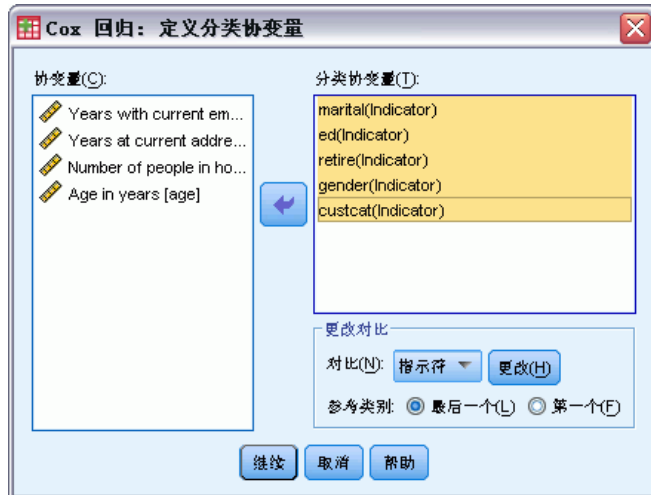 Cox 回归: 定义分类协变量
协变量(C):
Years with current em...
Years at current addre...
Number of people in ho...
Age in years [age]
分类协变量(T):
marital(Indicator)
ed(Indicator)
retire(Indicator)
gender(Indicator)
custcat(Indicator)
更改对比
对比(N): 指示符 更改(H)
参考类别: 最后一个(L) 第一个(F)
继续 取消 帮助